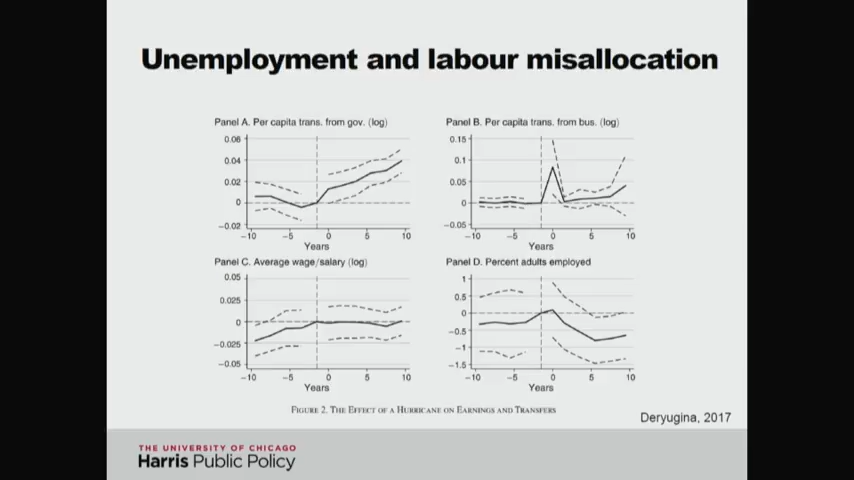 Unemployment and labour misallocation
Panel A. Per capita trans. from gov. (log)
0.06
0.04
0.02
0
−0.02
−10 −5 0 5 10
Years
Panel B. Per capita trans. from bus. (log)
0.15
0.1
0.05
0
−0.05
−10 −5 0 5 10
Years
Panel C. Average wage/salary (log)
0.05
0.025
0
−0.025
−0.05
−10 −5 0 5 10
Years
Panel D. Percent adults employed
1
0.5
0
−0.5
−1
−1.5
−10 −5 0 5 10
Years
FIGURE 2. THE EFFECT OF A HURRICANE ON EARNINGS AND TRANSFERS
Deryugina, 2017
THE UNIVERSITY OF CHICAGO
Harris Public Policy